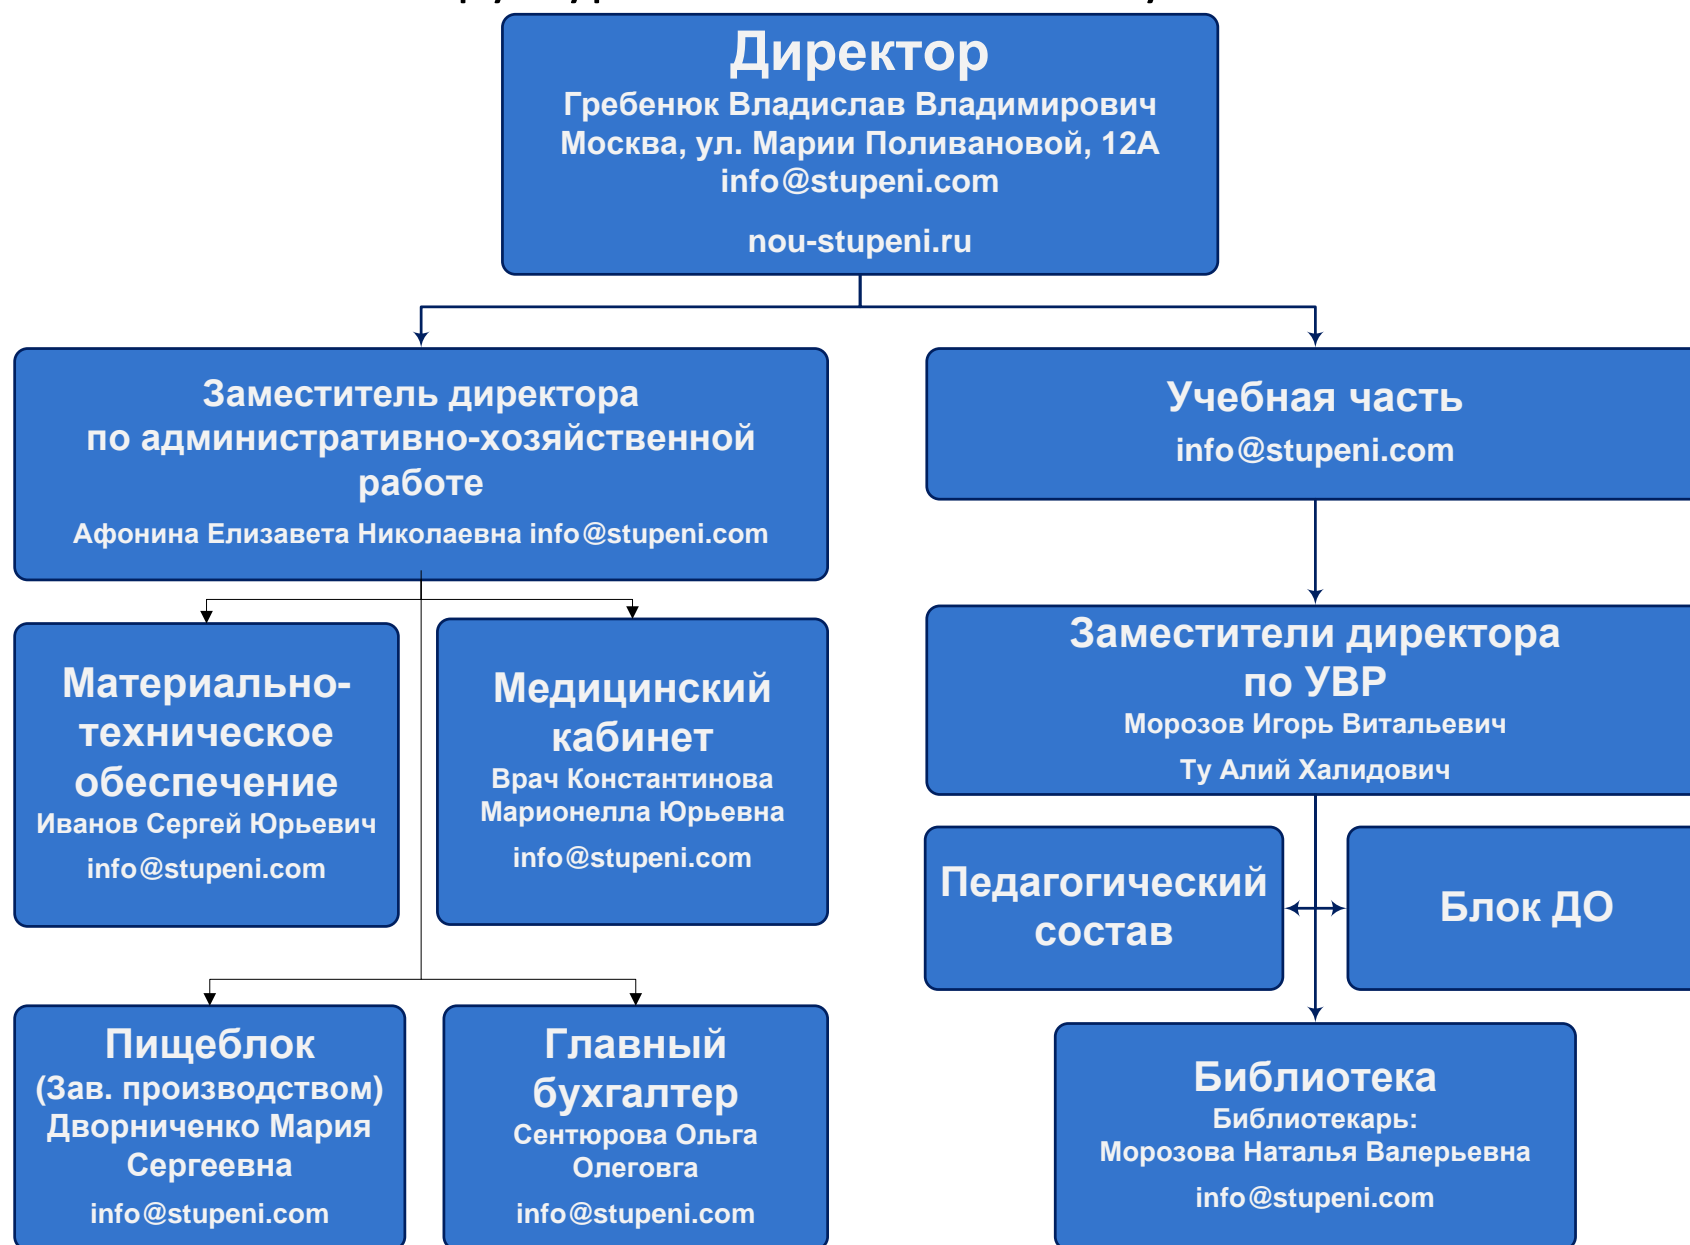 Директор
Гребенюк Владислав Владимирович
Москва, ул. Марии Поливановой, 12А
info@stupeni.com
nou-stupeni.ru
Заместитель директора
по административно-хозяйственной
работе
Афонина Елизавета Николаевна info@stupeni.com
Учебная часть
info@stupeni.com
Материально-
техническое
обеспечение
Иванов Сергей Юрьевич
info@stupeni.com
Медицинский
кабинет
Врач Константинова
Марионелла Юрьевна
info@stupeni.com
Заместители директора
по УВР
Морозов Игорь Витальевич
Ту Алий Халидович
Педагогический
состав
Блок ДО
Пищеблок
(Зав. производством)
Дворниченко Мария
Сергеевна
info@stupeni.com
Главный
бухгалтер
Сентюрова Ольга
Олеговга
info@stupeni.com
Библиотека
Библиотекарь:
Морозова Наталья Валерьевна
info@stupeni.com